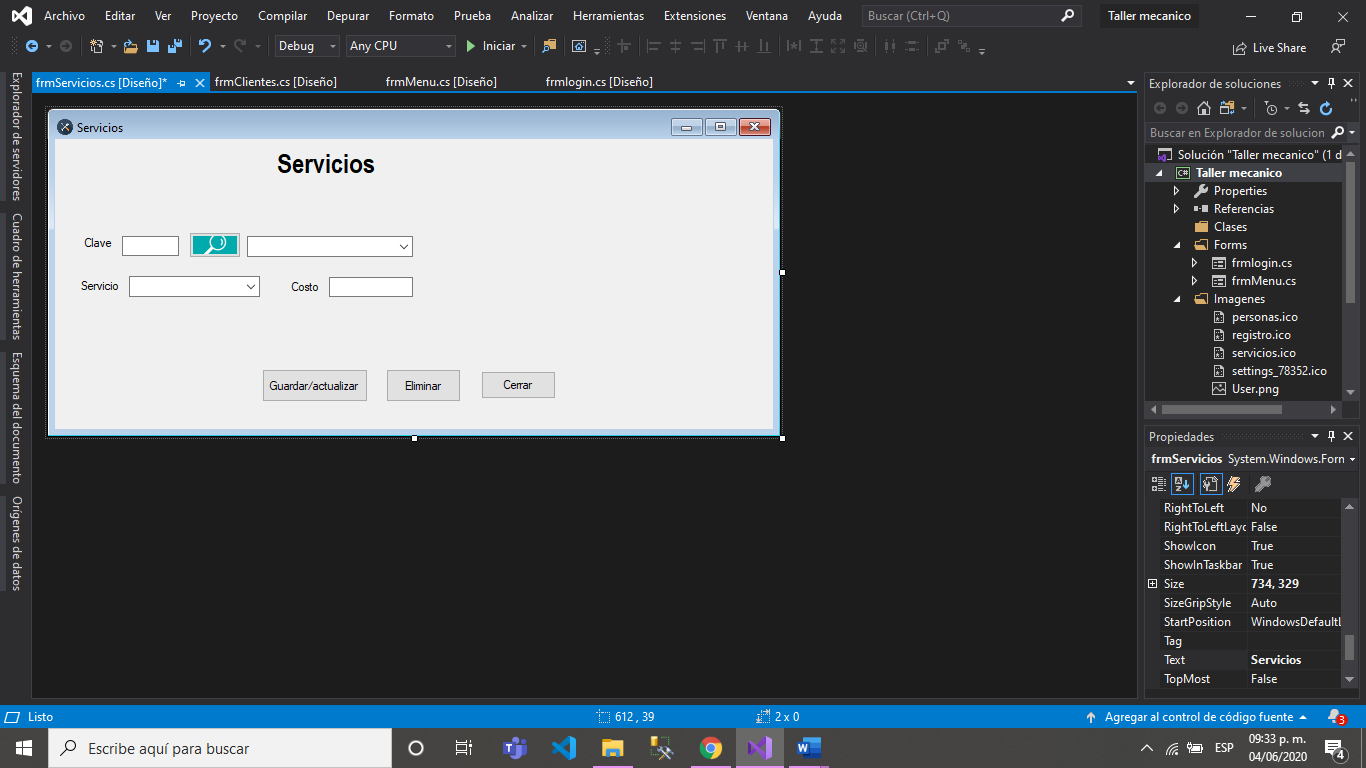 Archivo Editar Ver Proyecto Compilar Depurar Formato Prueba Analizar Herramientas Extensiones Ventana Ayuda Buscar (Ctrl+Q) Taller mecanico
Debug Any CPU Iniciar Live Share
frmServicios.cs [Diseño]* frmClientes.cs [Diseño] frmMenu.cs [Diseño] frmlogin.cs [Diseño]
Explorador de servidores
Cuadro de herramientas
Esquema del documento
Orígenes de datos
Servicios
Servicios
Clave
Servicio Costo
Guardar/actualizar Eliminar Cerrar
Explorador de soluciones
Buscar en Explorador de solucion
Solución "Taller mecanico" (1 d
C# Taller mecanico
Properties
Referencias
Clases
Forms
frmlogin.cs
frmMenu.cs
Imagenes
personas.ico
registro.ico
servicios.ico
settings_78352.ico
User.png
Propiedades
frmServicios System.Windows.Forn
RightToLeft No
RightToLeftLayo False
ShowIcon True
ShowInTaskbar True
Size 734, 329
SizeGripStyle Auto
StartPosition WindowsDefaultL
Tag
Text Servicios
TopMost False
Listo 612 , 39 2 x 0 Agregar al control de código fuente 3
Escribe aquí para buscar ESP 09:33 p. m.
04/06/2020 4